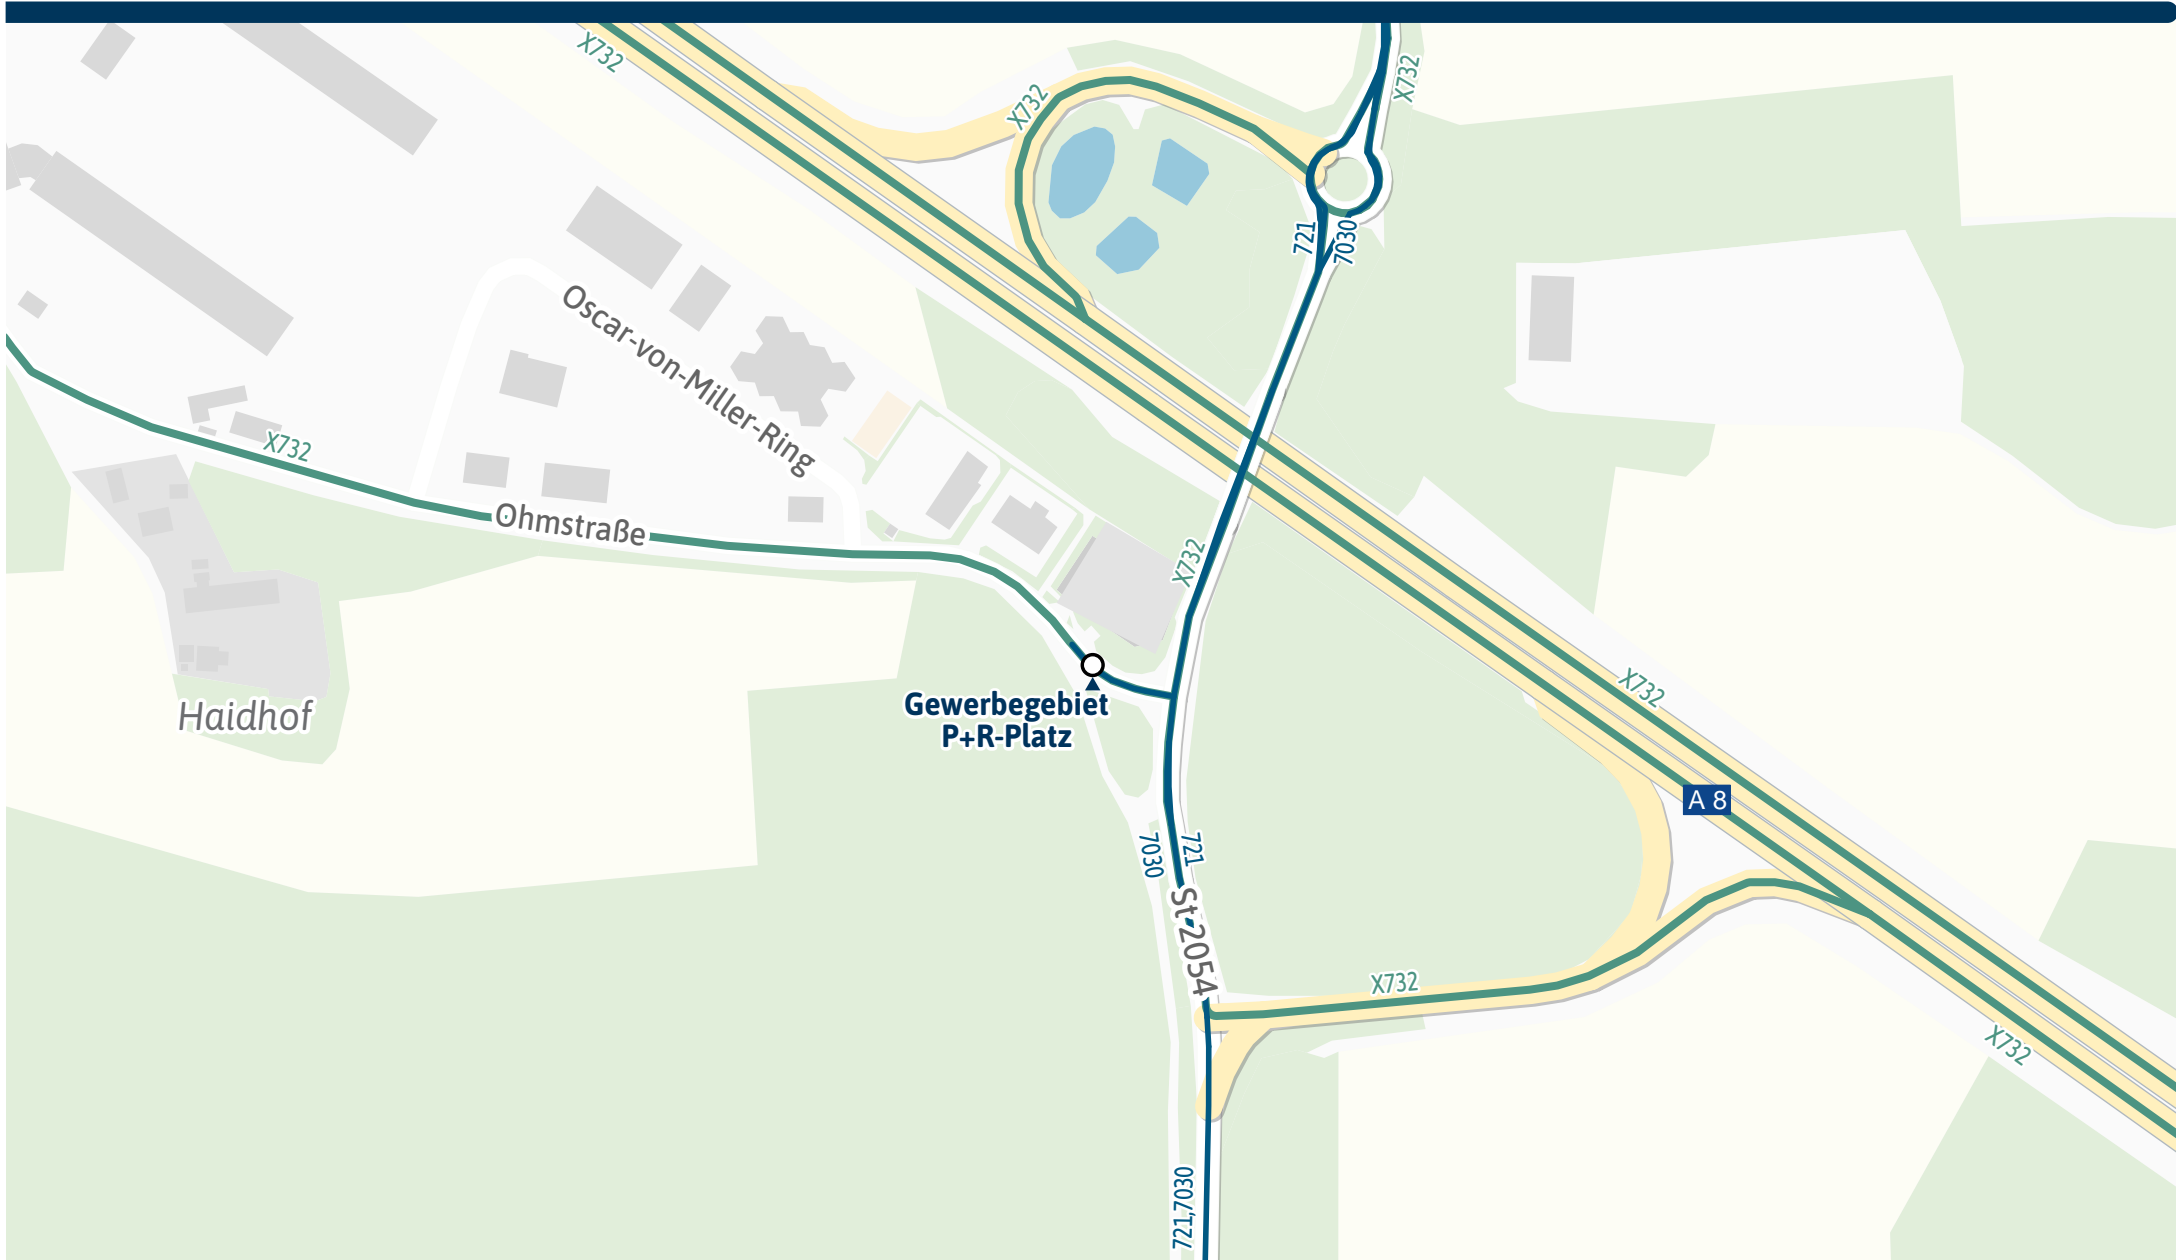 X732
X732
X732
721
7030
Oscar-von-Miller-Ring
X732
Ohmstraße
X732
Gewerbegebiet
P+R-Platz
Haidhof
X732
A 8
7030
721
St 2054
X732
X732
721,7030